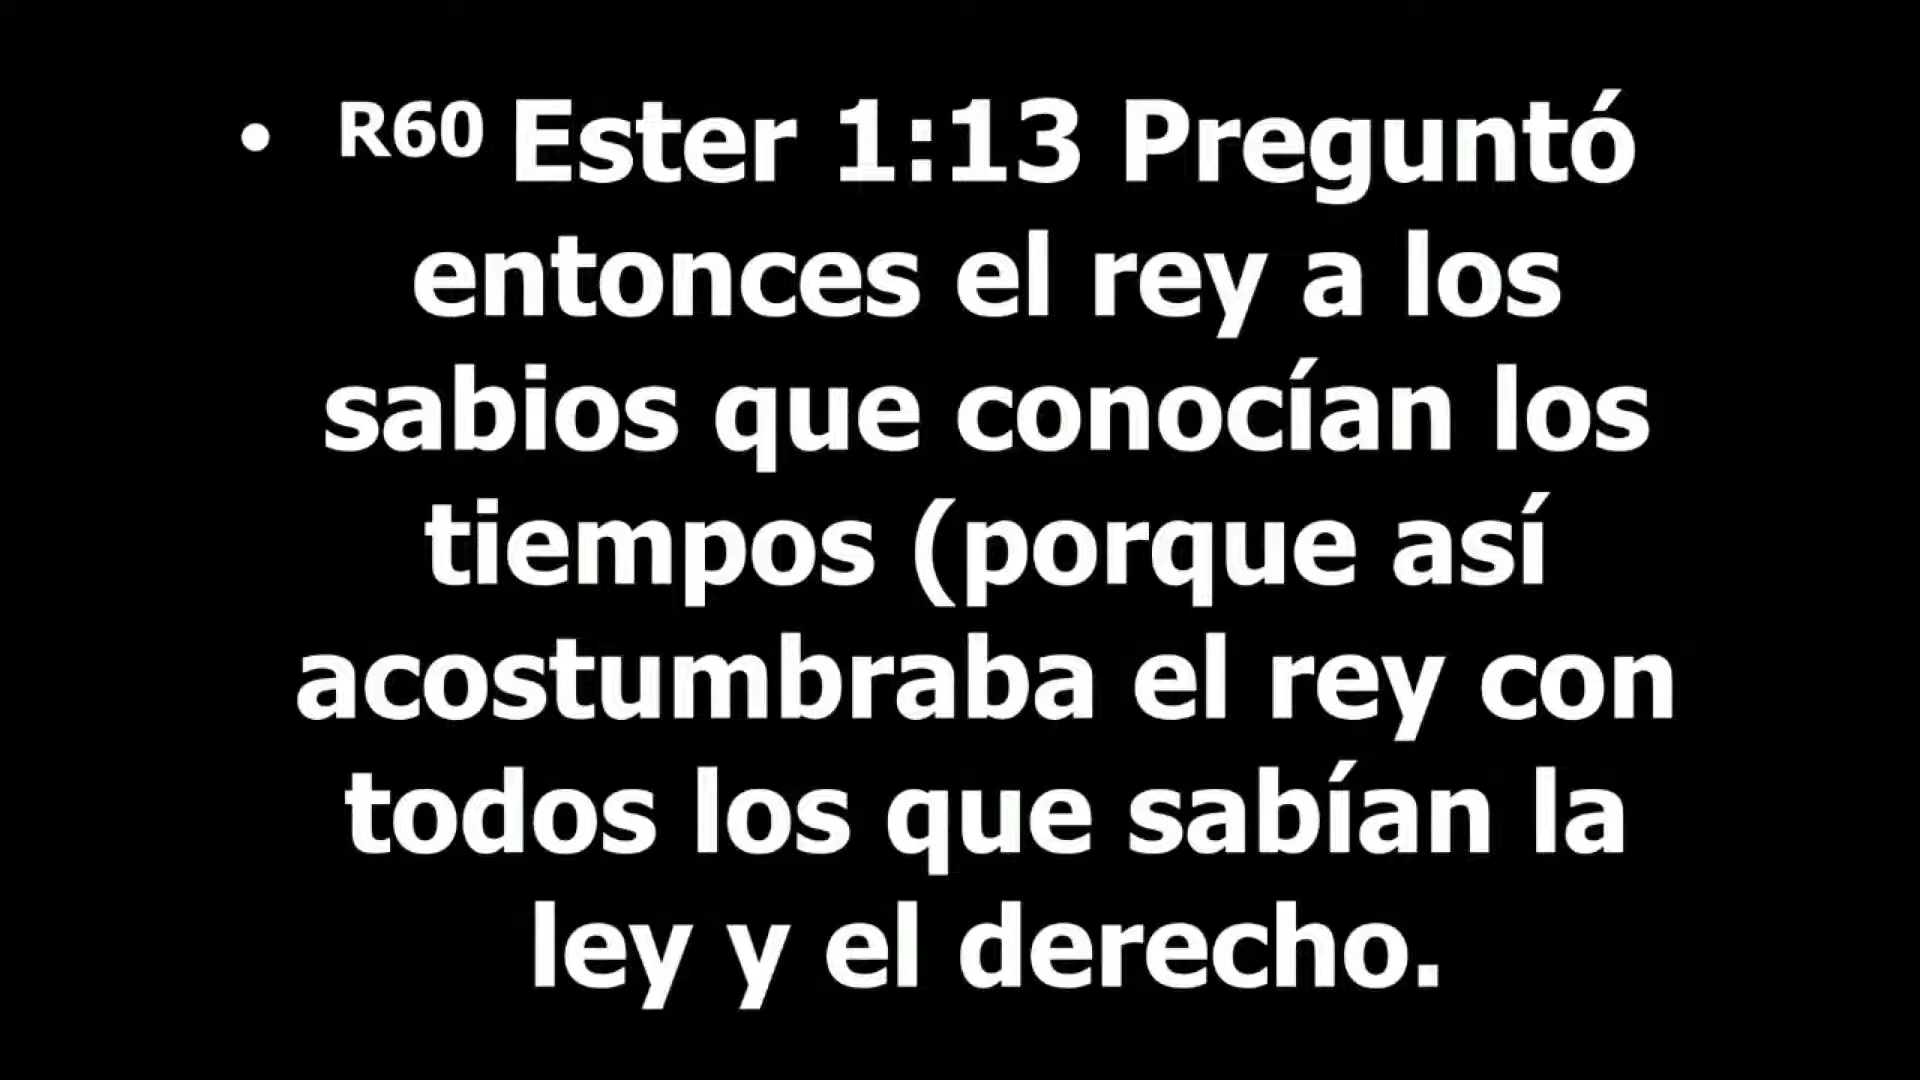 • R60 Ester 1:13 Preguntó
entonces el rey a los
sabios que conocían los
tiempos (porque así
acostumbraba el rey con
todos los que sabían la
ley y el derecho.